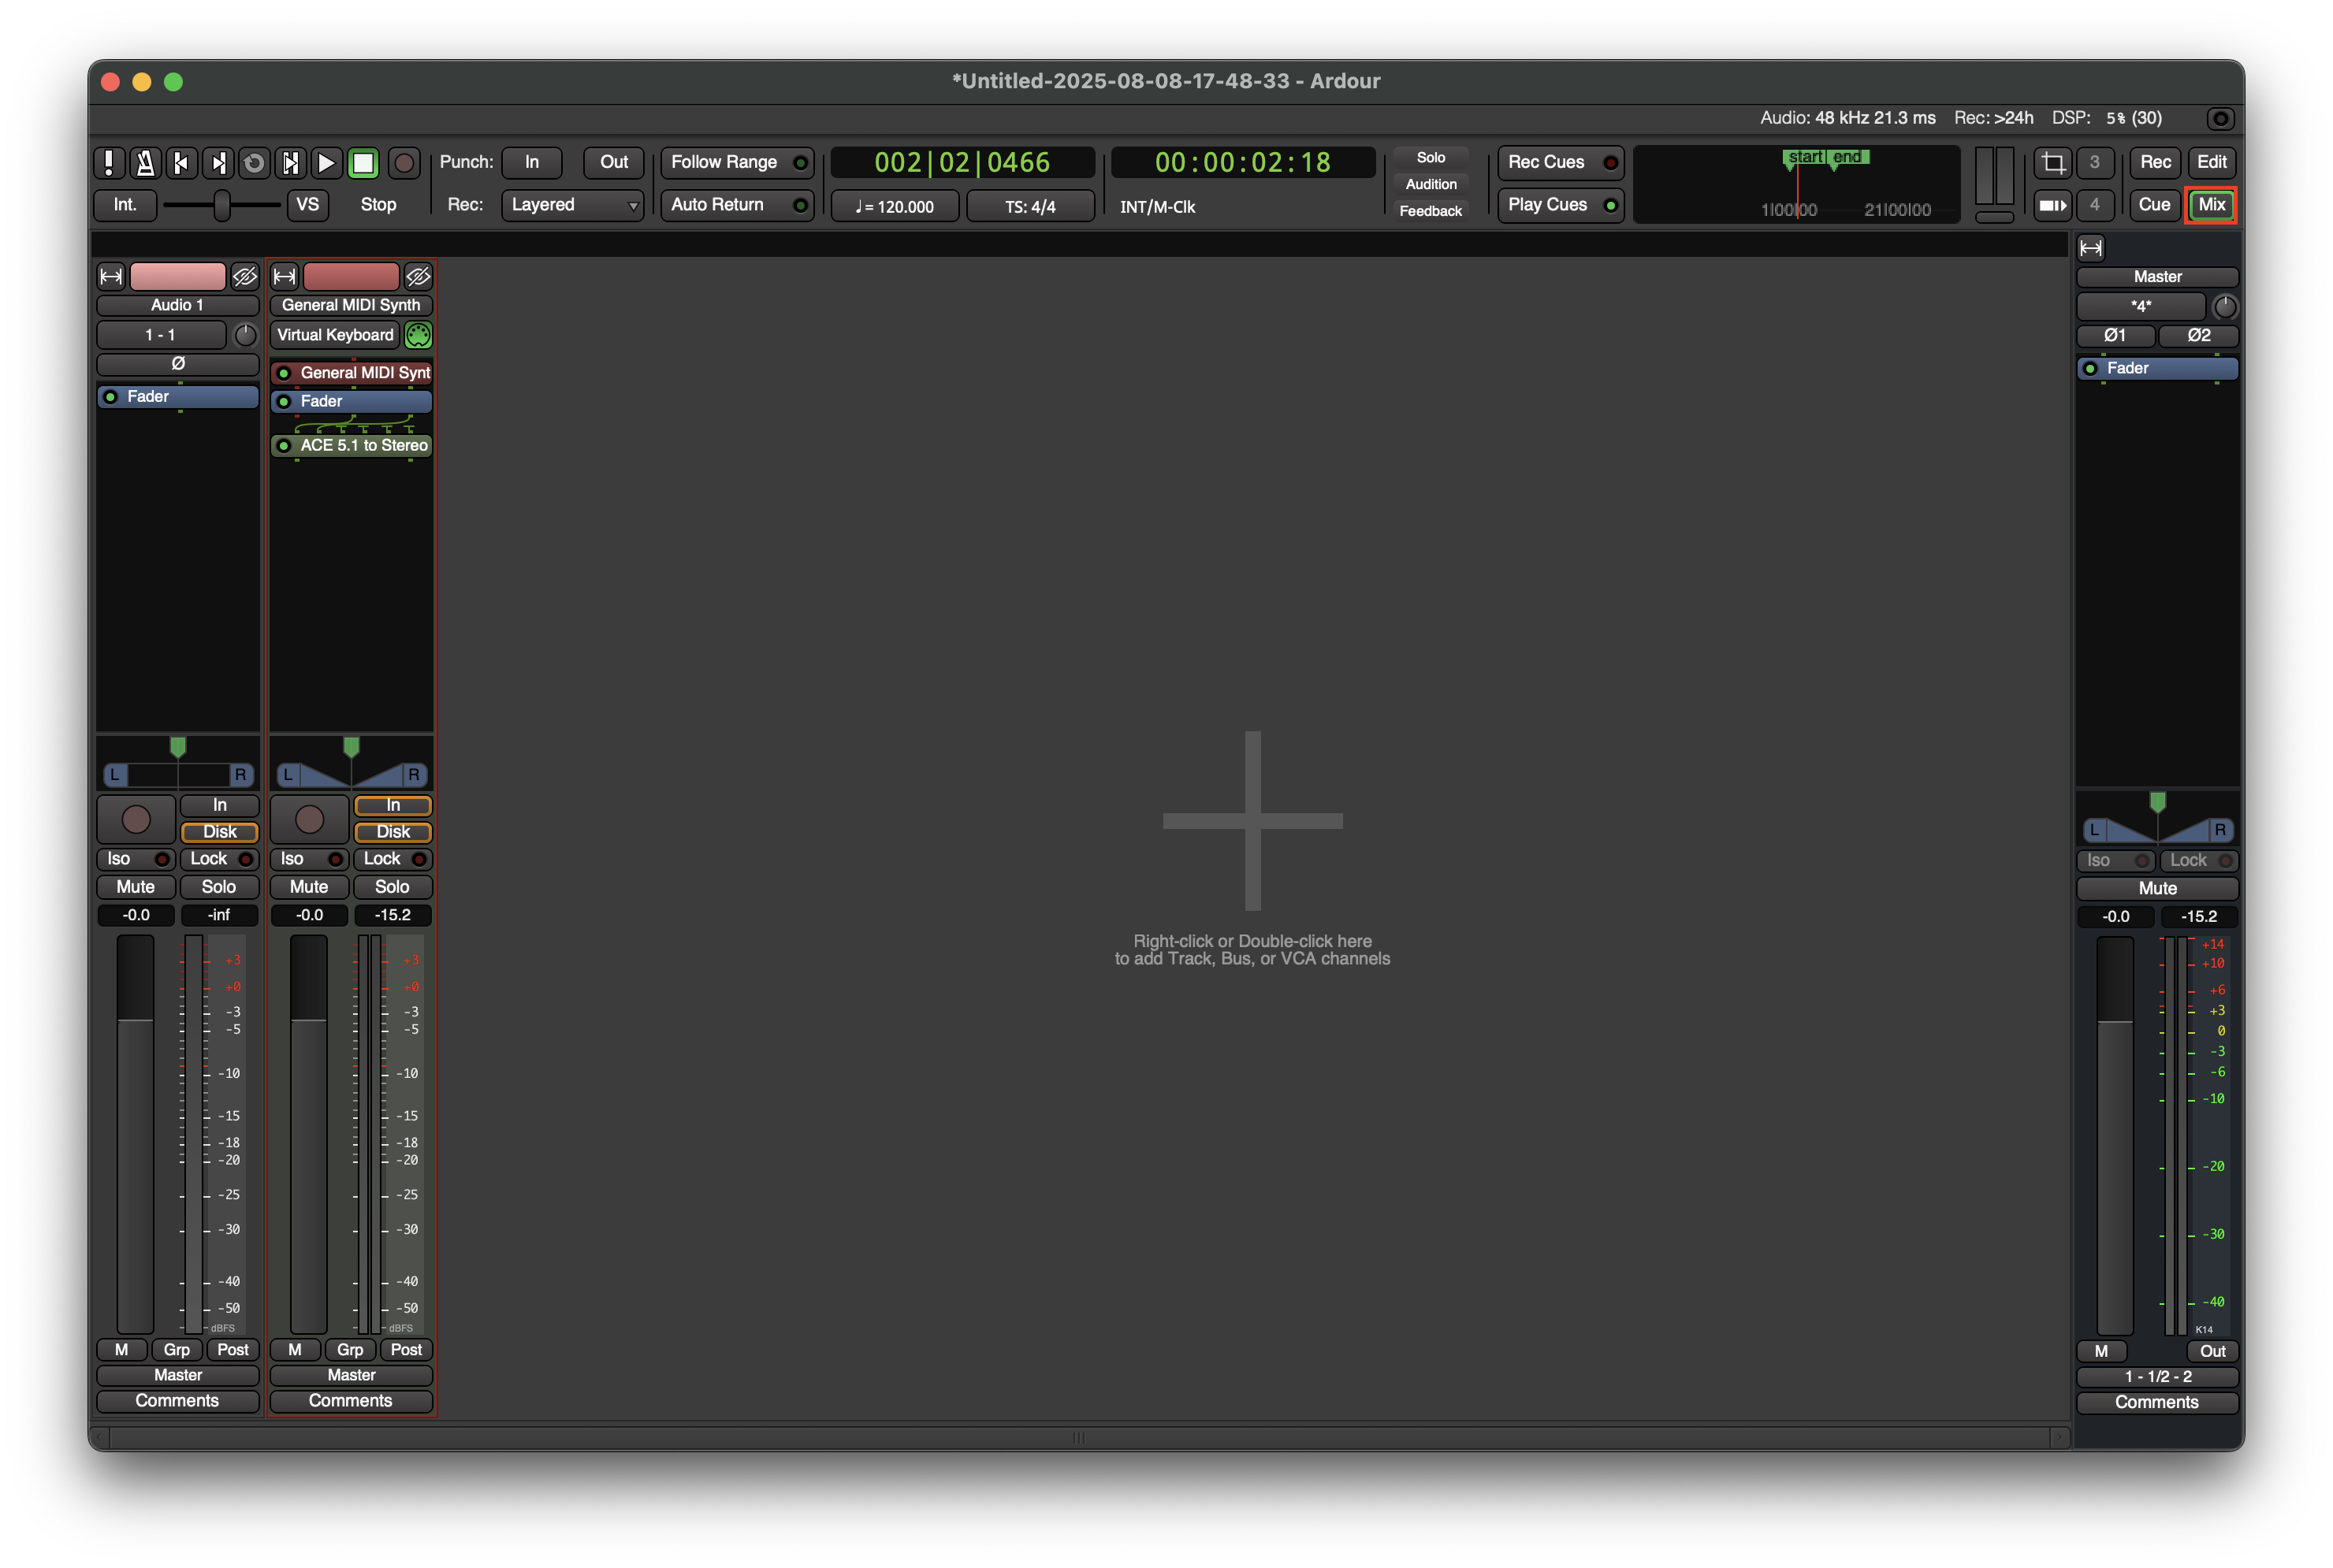 *Untitled-2025-08-08-17-48-33 - Ardour
Audio: 48 kHz 21.3 ms Rec: >24h DSP: 5% (30)
Punch: In Out Follow Range 002|02|0466 00:00:02:18 Solo Rec Cues start end 3 Rec Edit
Audition
Int. VS Stop Rec: Layered Auto Return ♩= 120.000 TS: 4/4 INT/M-Clk Feedback Play Cues 1|00|00 21|00|00 4 Cue Mix
Audio 1
1 - 1
Ø
Fader
L R
In
Disk
Iso Lock
Mute Solo
-0.0 -inf
+3
+0
-3
-5
-10
-15
-18
-20
-25
-30
-40
-50
dBFS
M Grp Post
Master
Comments
General MIDI Synth
Virtual Keyboard
General MIDI Synt
Fader
ACE 5.1 to Stereo
L R
In
Disk
Iso Lock
Mute Solo
-0.0 -15.2
+3
+0
-3
-5
-10
-15
-18
-20
-25
-30
-40
-50
dBFS
M Grp Post
Master
Comments
Right-click or Double-click here
to add Track, Bus, or VCA channels
Master
*4*
Ø1 Ø2
Fader
L R
Iso Lock
Mute
-0.0 -15.2
+14
+10
+6
+3
0
-3
-6
-10
-20
-30
-40
K14
M Out
1 - 1/2 - 2
Comments